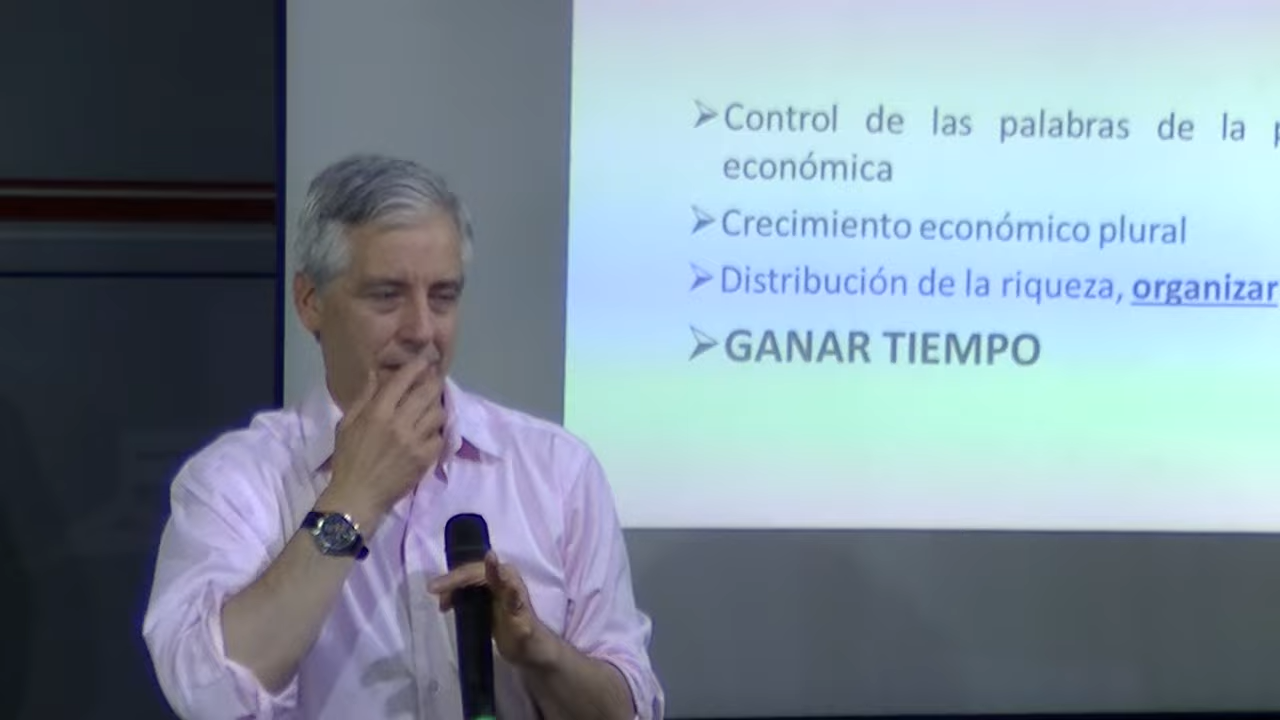 ➢Control de las palabras de la
económica
➢Crecimiento económico plural
➢Distribución de la riqueza, organizar
➢GANAR TIEMPO